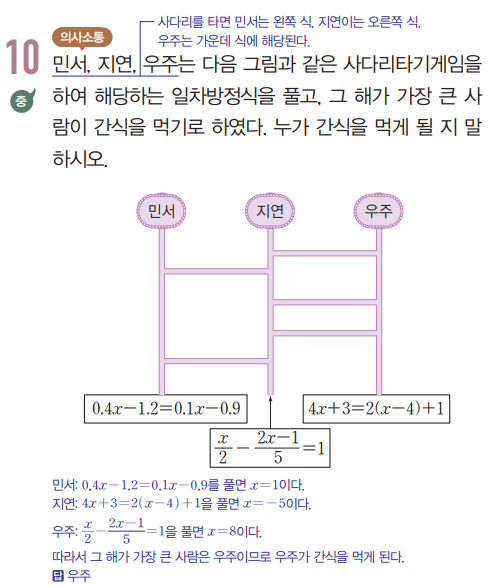 사다리를 타면 민서는 왼쪽 식, 지연이는 오른쪽 식,
우주는 가운데 식에 해당된다.
의사소통
10
중
민서, 지연, 우주는 다음 그림과 같은 사다리타기게임을
하여 해당하는 일차방정식을 풀고, 그 해가 가장 큰 사
람이 간식을 먹기로 하였다. 누가 간식을 먹게 될 지 말
하시오.
민서 지연 우주
0.4x-1.2=0.1x-0.9 4x+3=2(x-4)+1
x/2 - (2x-1)/5 =1
민서: 0.4x-1.2=0.1x-0.9를 풀면 x=1이다.
지연: 4x+3=2(x-4)+1을 풀면 x=-5이다.
우주: x/2 - (2x-1)/5 =1을 풀면 x=8이다.
따라서 그 해가 가장 큰 사람은 우주이므로 우주가 간식을 먹게 된다.
답 우주